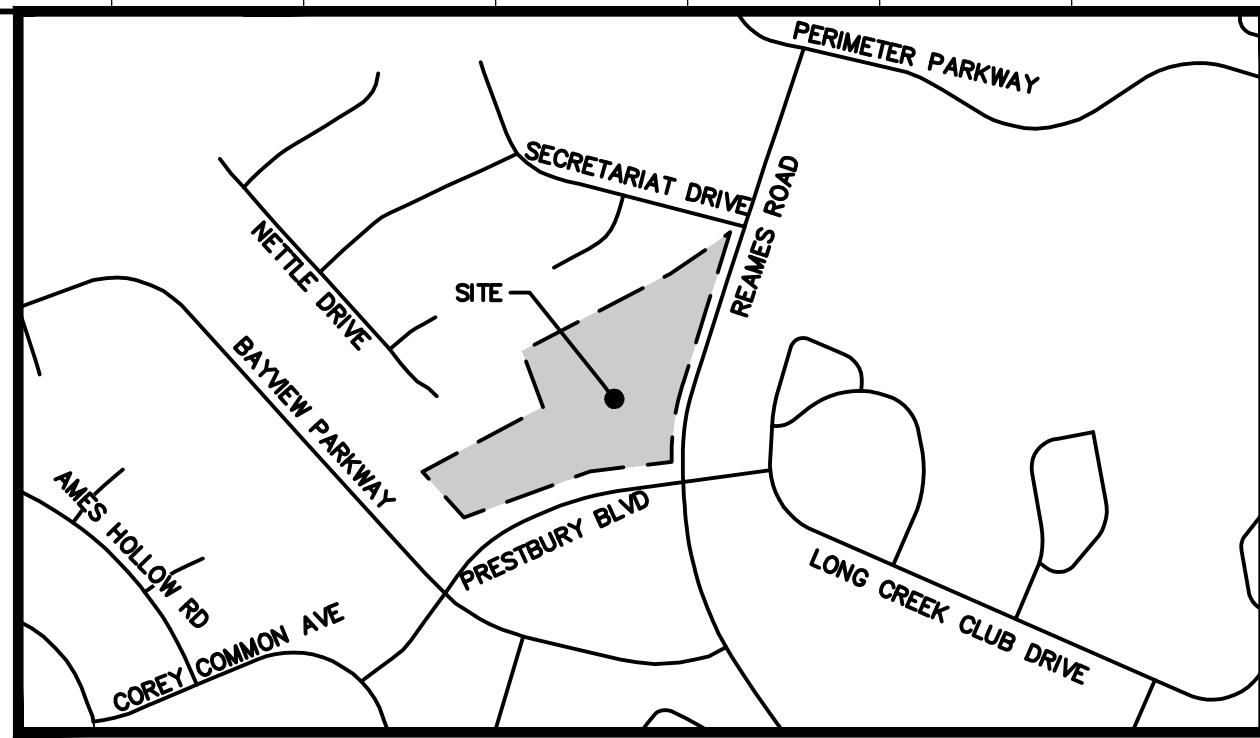 PERIMETER PARKWAY
SECRETARIAT DRIVE
REAMES ROAD
NETTLE DRIVE
SITE
BAYVIEW PARKWAY
AMES HOLLOW RD
PRESTBURY BLVD
LONG CREEK CLUB DRIVE
COREY COMMON AVE